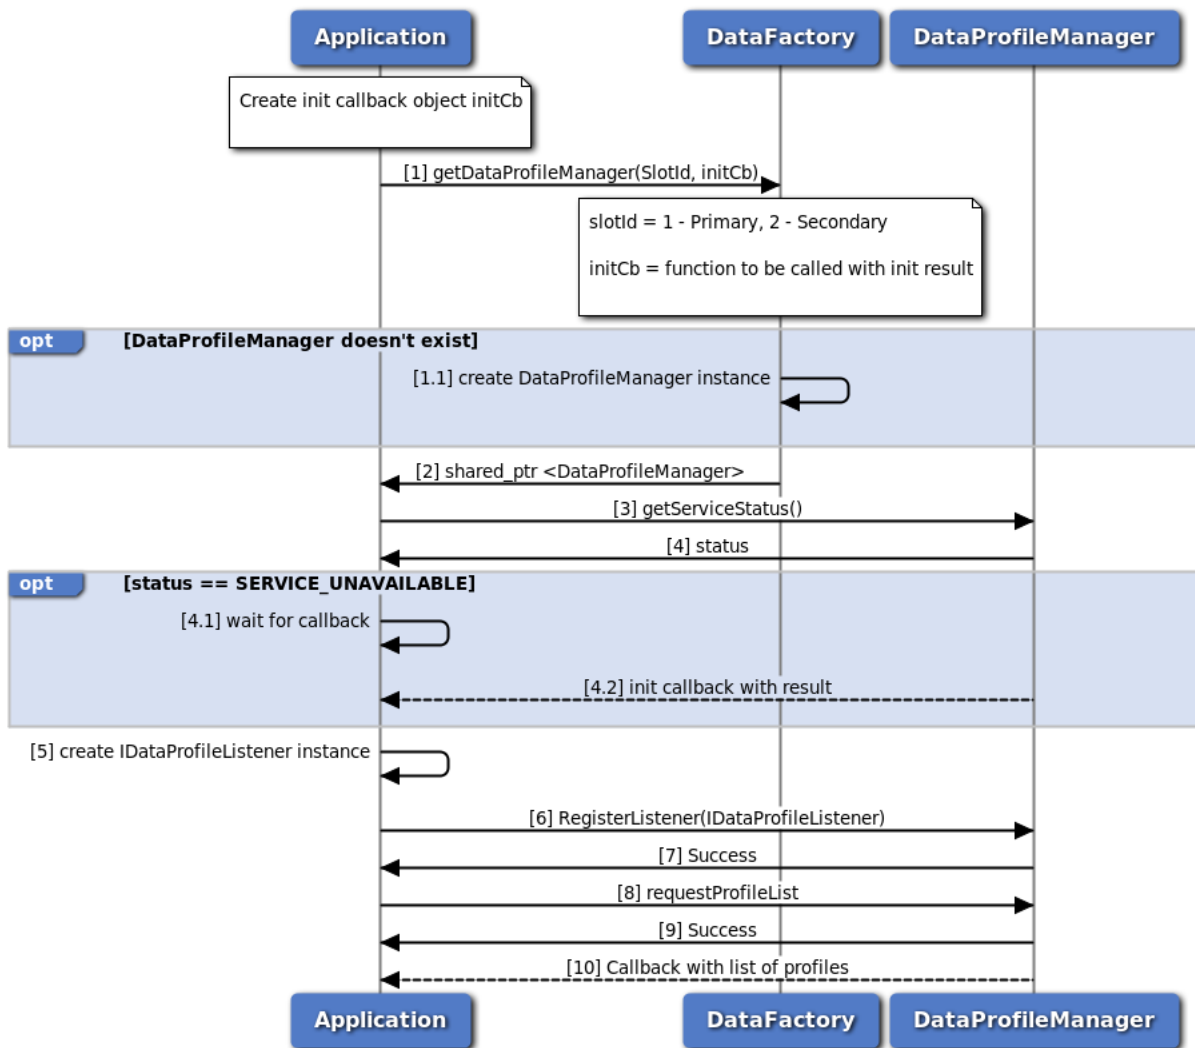 Application
DataFactory
DataProfileManager
Create init callback object initCb
[1] getDataProfileManager(SlotId, initCb)
slotId = 1 - Primary, 2 - Secondary
initCb = function to be called with init result
opt
[DataProfileManager doesn't exist]
[1.1] create DataProfileManager instance
[2] shared_ptr <DataProfileManager>
[3] getServiceStatus()
[4] status
opt
[status == SERVICE_UNAVAILABLE]
[4.1] wait for callback
[4.2] init callback with result
[5] create IDataProfileListener instance
[6] RegisterListener(IDataProfileListener)
[7] Success
[8] requestProfileList
[9] Success
[10] Callback with list of profiles
Application
DataFactory
DataProfileManager